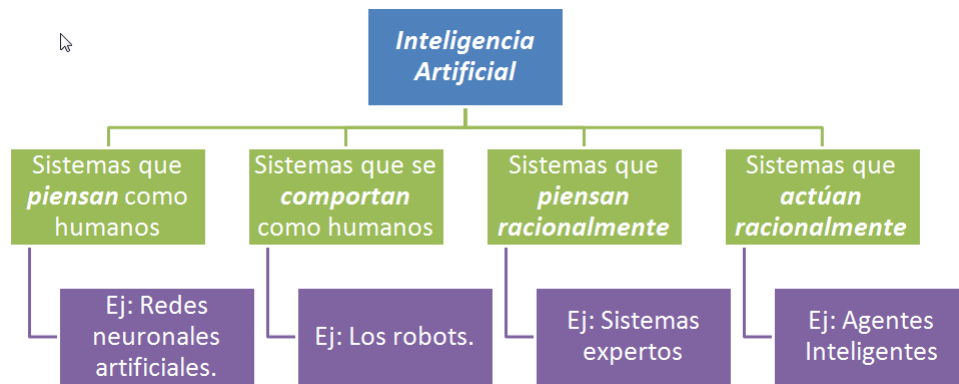 Inteligencia
Artificial
Sistemas que
piensan como
humanos
Sistemas que se
comportan
como humanos
Sistemas que
piensan
racionalmente
Sistemas que
actúan
racionalmente
Ej: Redes
neuronales
artificiales.
Ej: Los robots.
Ej: Sistemas
expertos
Ej: Agentes
Inteligentes